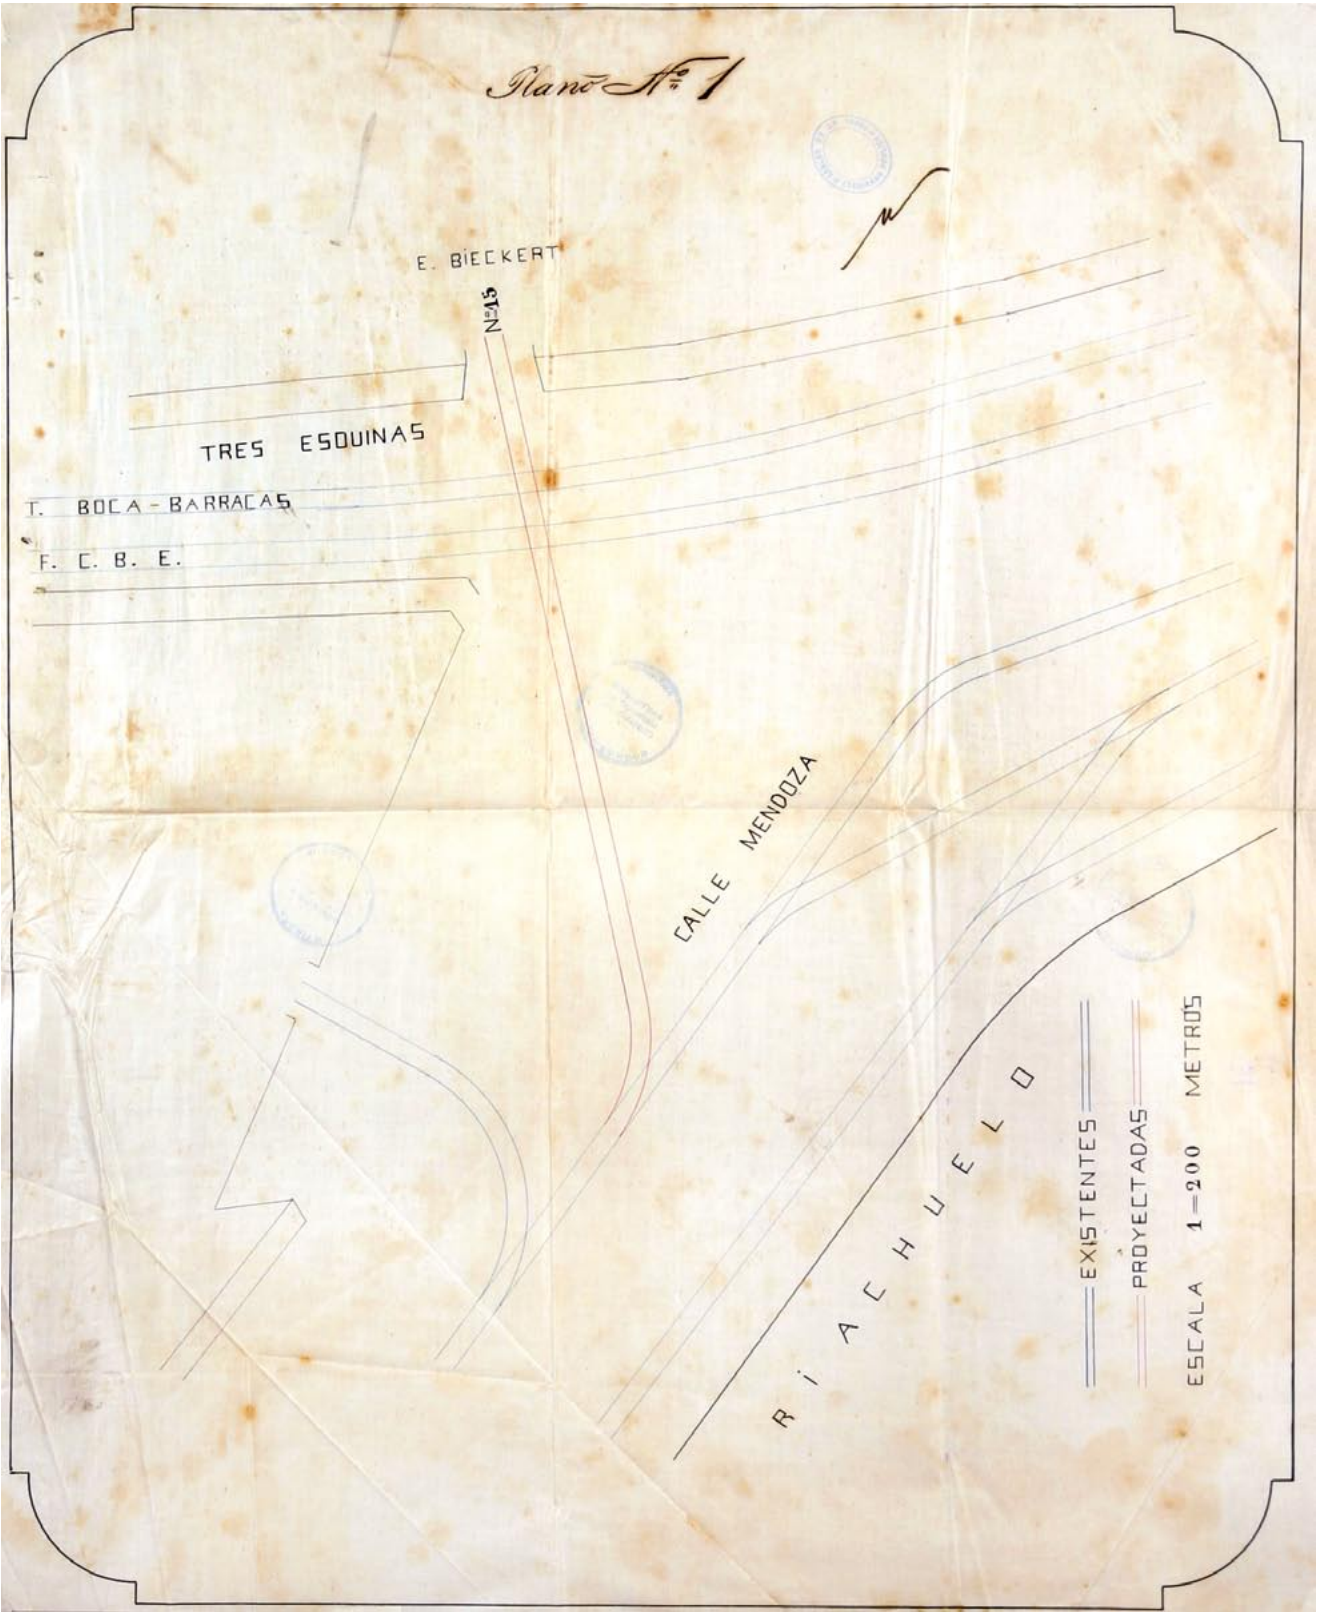 Plano Nº 1
E. BIECKERT
Nº15
TRES ESQUINAS
T. BOCA - BARRACAS
F. C. B. E.
CALLE MENDOZA
RIACHUELO
EXISTENTES
PROYECTADAS
ESCALA 1=200 METROS